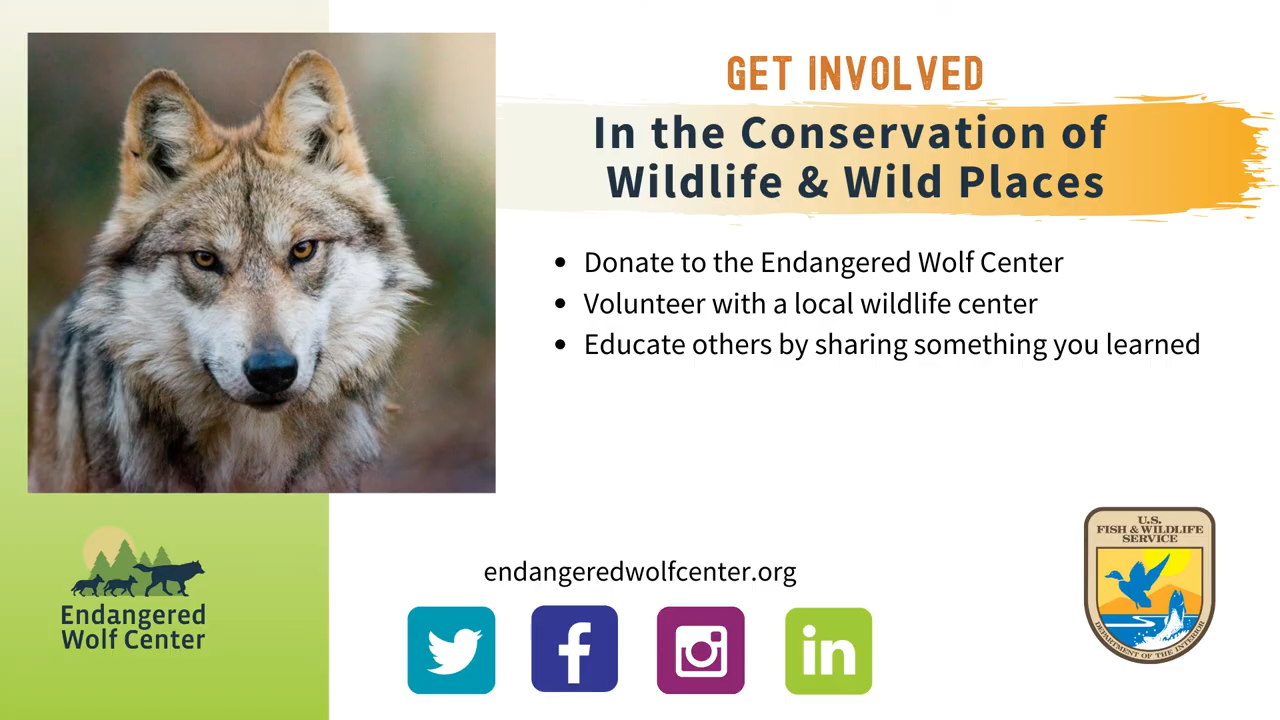 GET INVOLVED
In the Conservation of
Wildlife & Wild Places
• Donate to the Endangered Wolf Center
• Volunteer with a local wildlife center
• Educate others by sharing something you learned
Endangered
Wolf Center
endangeredwolfcenter.org
f
in
U.S.
FISH & WILDLIFE
SERVICE
DEPARTMENT OF THE INTERIOR